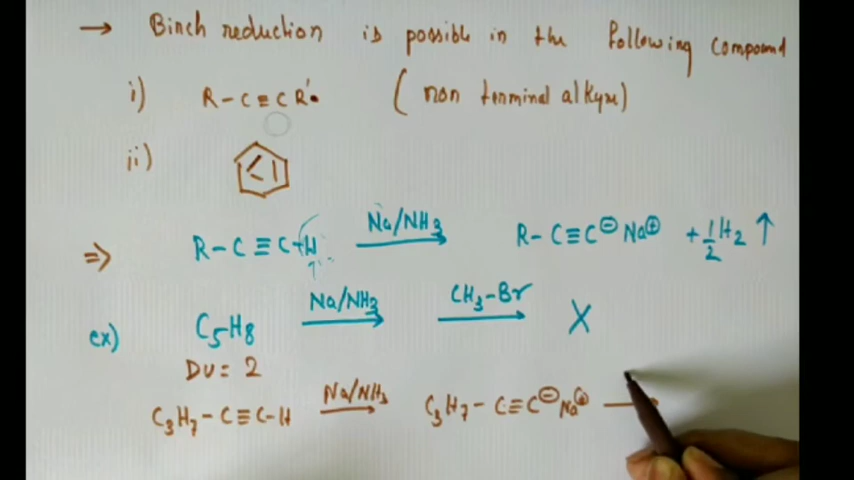 → Birch reduction is possible in the following compound
i) R-C≡CR' (non terminal alkyne)
ii)
⇒ R-C≡C-H Na/NH3 → R-C≡C⊖ Na⊕ + 1/2 H2 ↑
ex) C5H8 Na/NH3 → CH3-Br → X
DU = 2
C3H7-C≡C-H Na/NH3 → C3H7-C≡C⊖ Na⊕ →